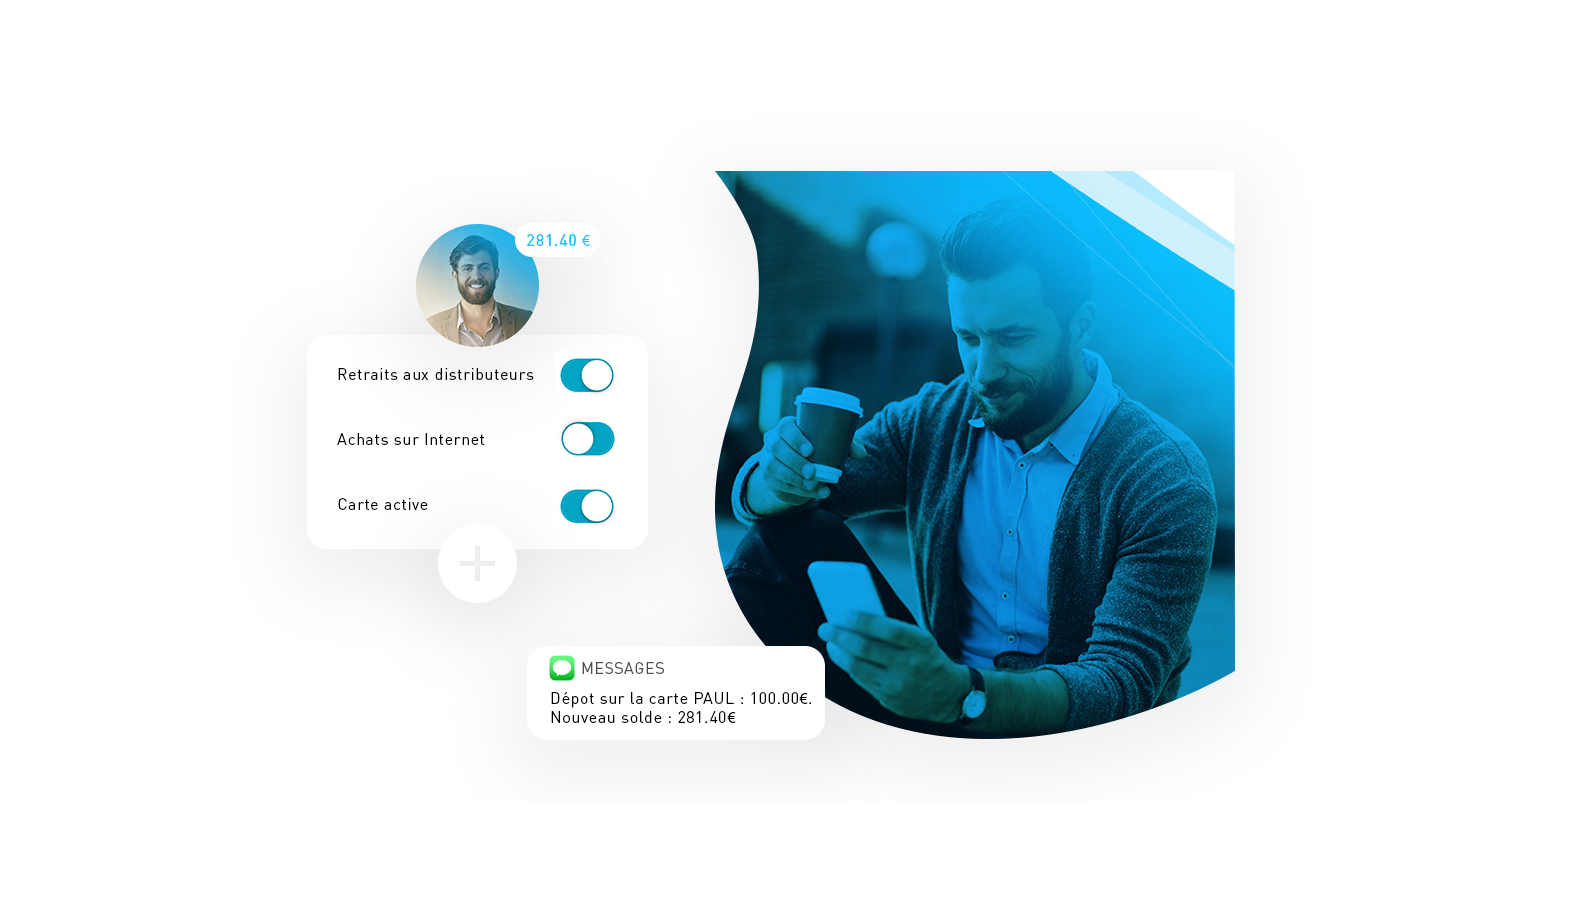 281.40 €
Retraits aux distributeurs
Achats sur Internet
Carte active
MESSAGES
Dépot sur la carte PAUL : 100.00€.
Nouveau solde : 281.40€